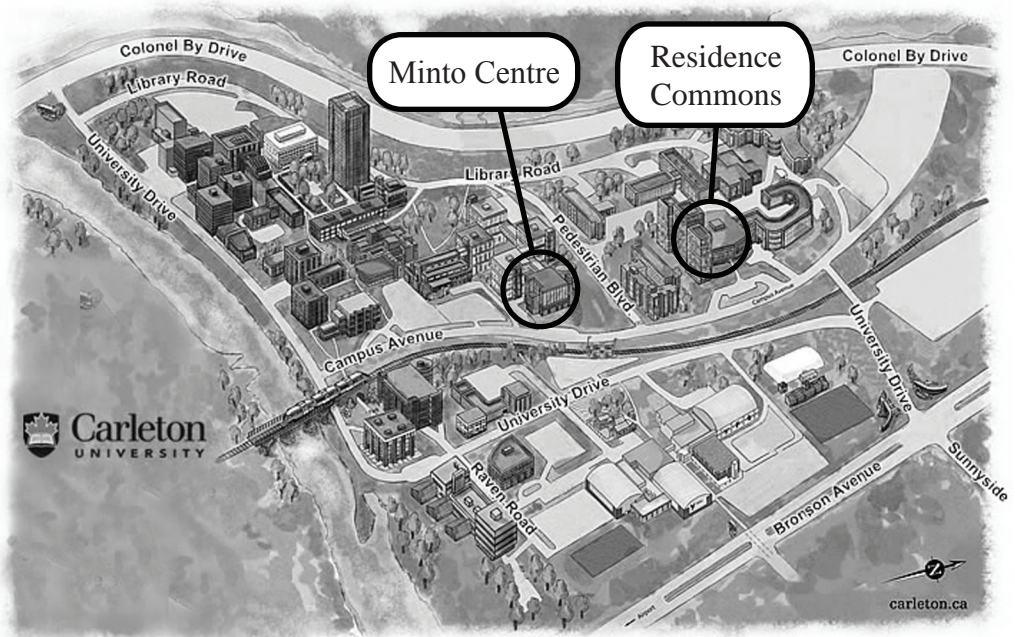 Minto Centre
Residence
Commons
Colonel By Drive
Colonel By Drive
Library Road
University Drive
Library Road
Pedestrian Blvd.
Campus Avenue
Campus Avenue
University Drive
University Drive
Carleton
UNIVERSITY
Raven Road
Bronson Avenue
Sunnyside
Airport
N
carleton.ca